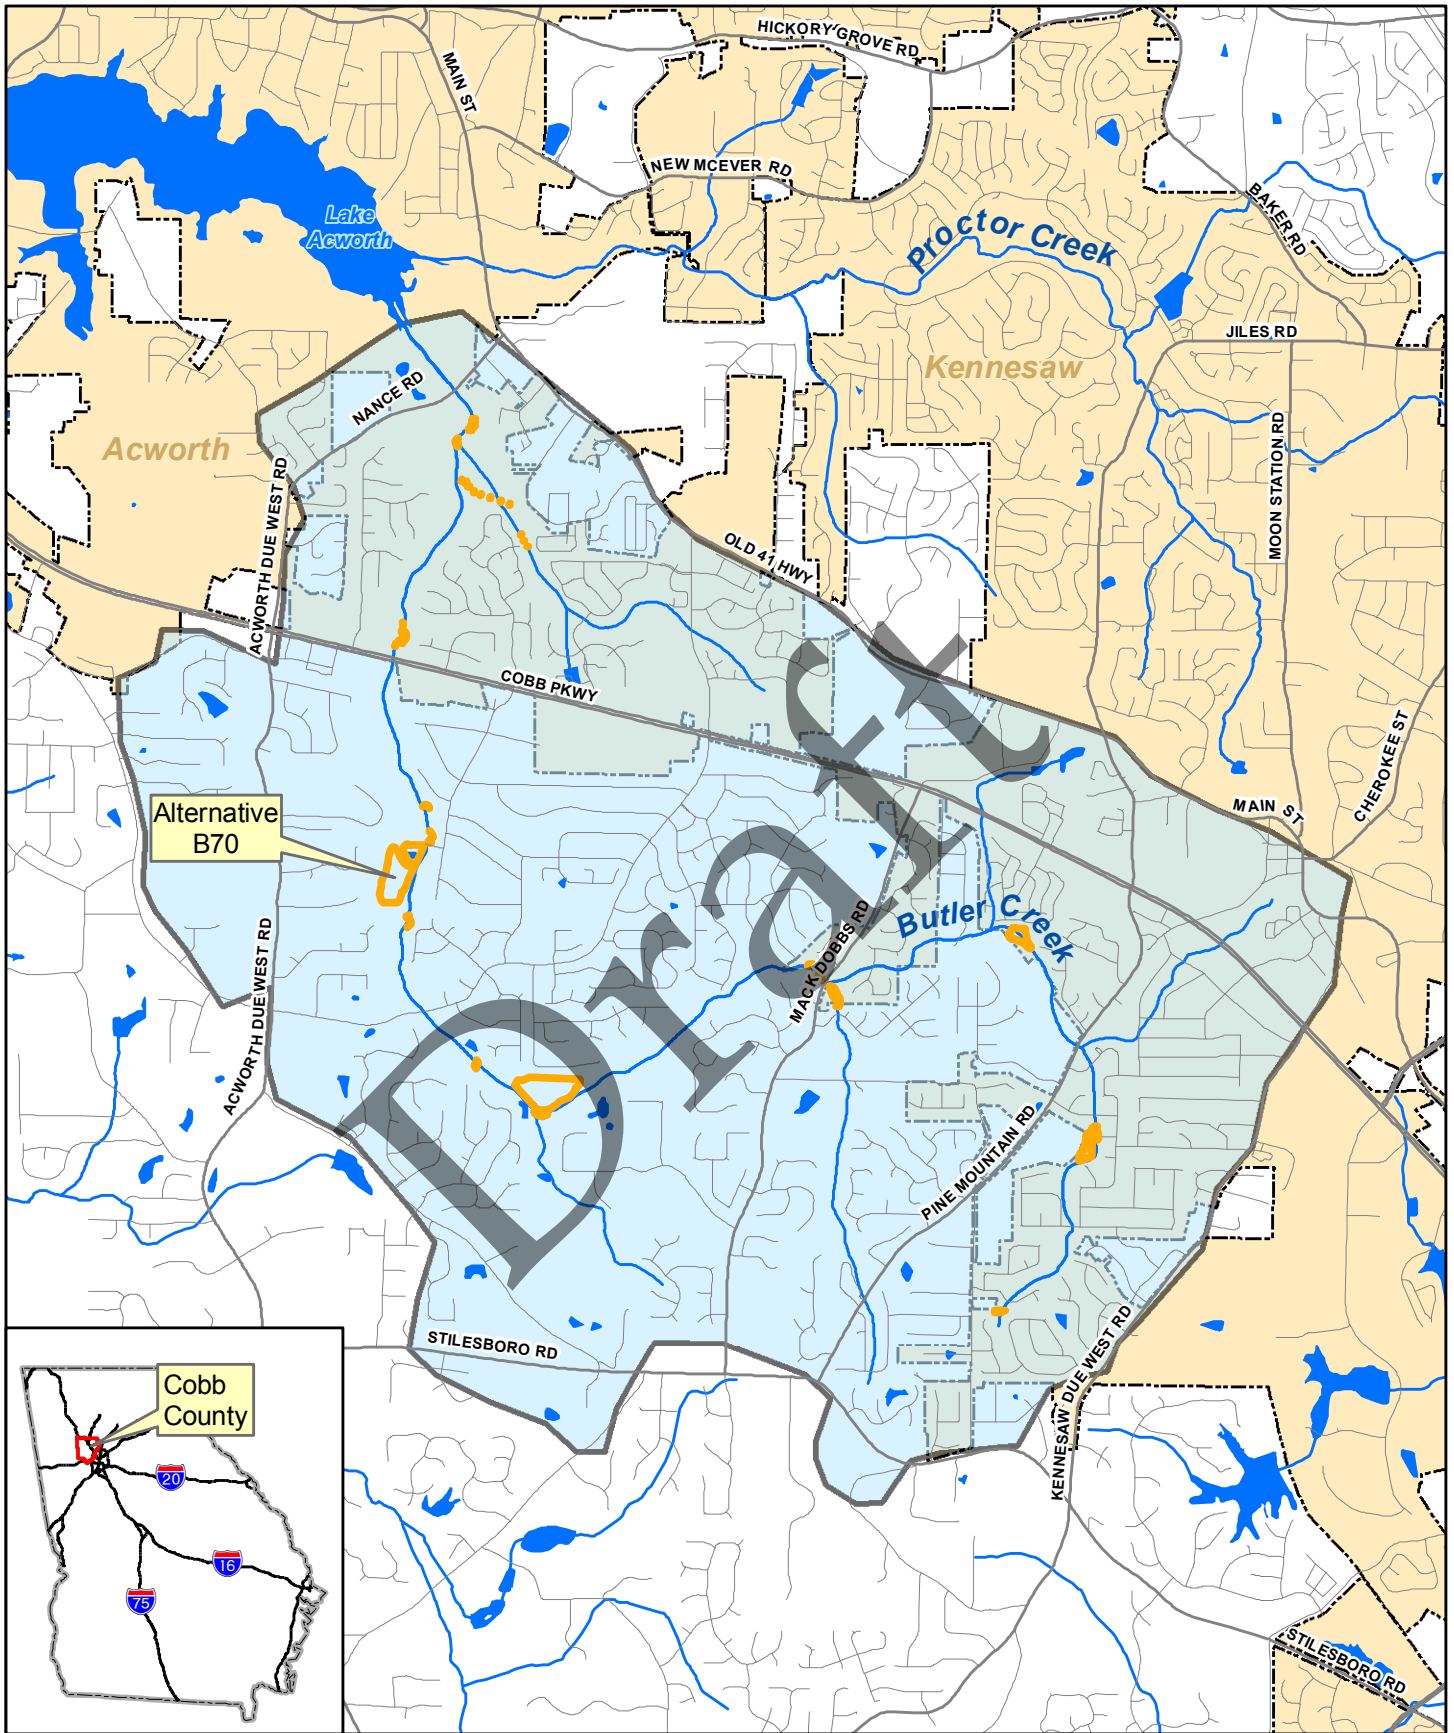 HICKORY GROVE RD
MAIN ST
NEW MCEVER RD
BAKER RD
Lake
Acworth
Proctor Creek
JILES RD
Kennesaw
NANCE RD
Acworth
MOON STATION RD
ACWORTH DUE WEST RD
OLD 41 HWY
COBB PKWY
CHEROKEE ST
MAIN ST
Alternative
B70
Draft
Butler Creek
MACK DOBBS RD
ACWORTH DUE WEST RD
PINE MOUNTAIN RD
STILESBORO RD
KENNESAW DUE WEST RD
Cobb
County
20
16
75
STILESBORO RD